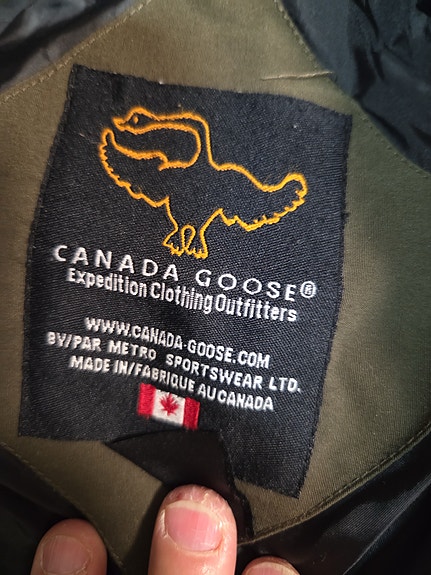 CANADA GOOSE®
Expedition Clothing Outfitters
WWW.CANADA-GOOSE.COM
BY/PAR METRO SPORTSWEAR LTD.
MADE IN/FABRIQUE AU CANADA